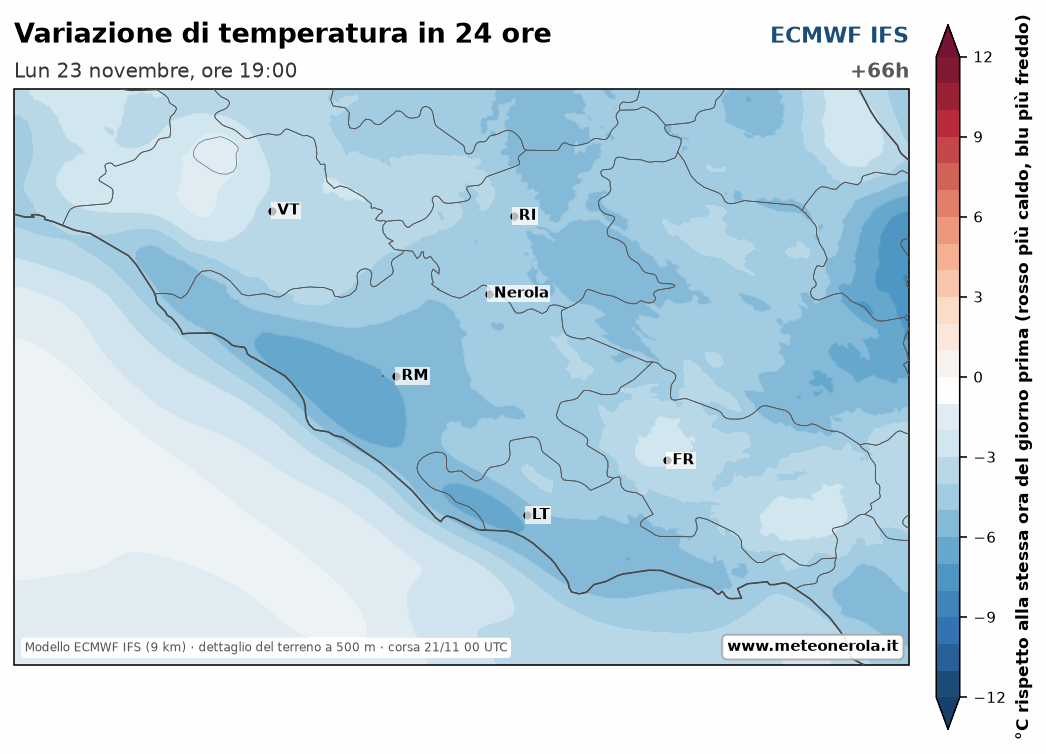 Variazione di temperatura in 24 ore
ECMWF IFS
Lun 23 novembre, ore 19:00
+66h
VT
RI
Nerola
RM
FR
LT
Modello ECMWF IFS (9 km) · dettaglio del terreno a 500 m · corsa 21/11 00 UTC
www.meteonerola.it
12
9
6
3
0
−3
−6
−9
−12
°C rispetto alla stessa ora del giorno prima (rosso più caldo, blu più freddo)